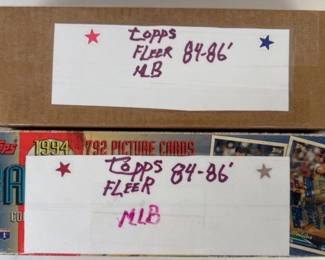 topps
FLEER 84-86'
MLB
1994 792 PICTURE CARDS
topps 84-86'
FLEER
MLB